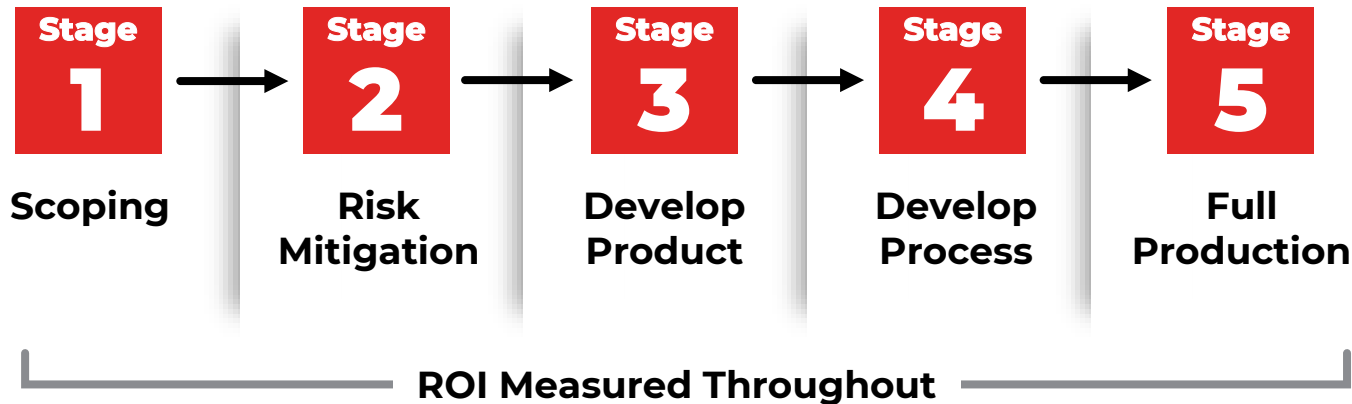 Stage
1
Scoping
Stage
2
Risk
Mitigation
Stage
3
Develop
Product
Stage
4
Develop
Process
Stage
5
Full
Production
ROI Measured Throughout